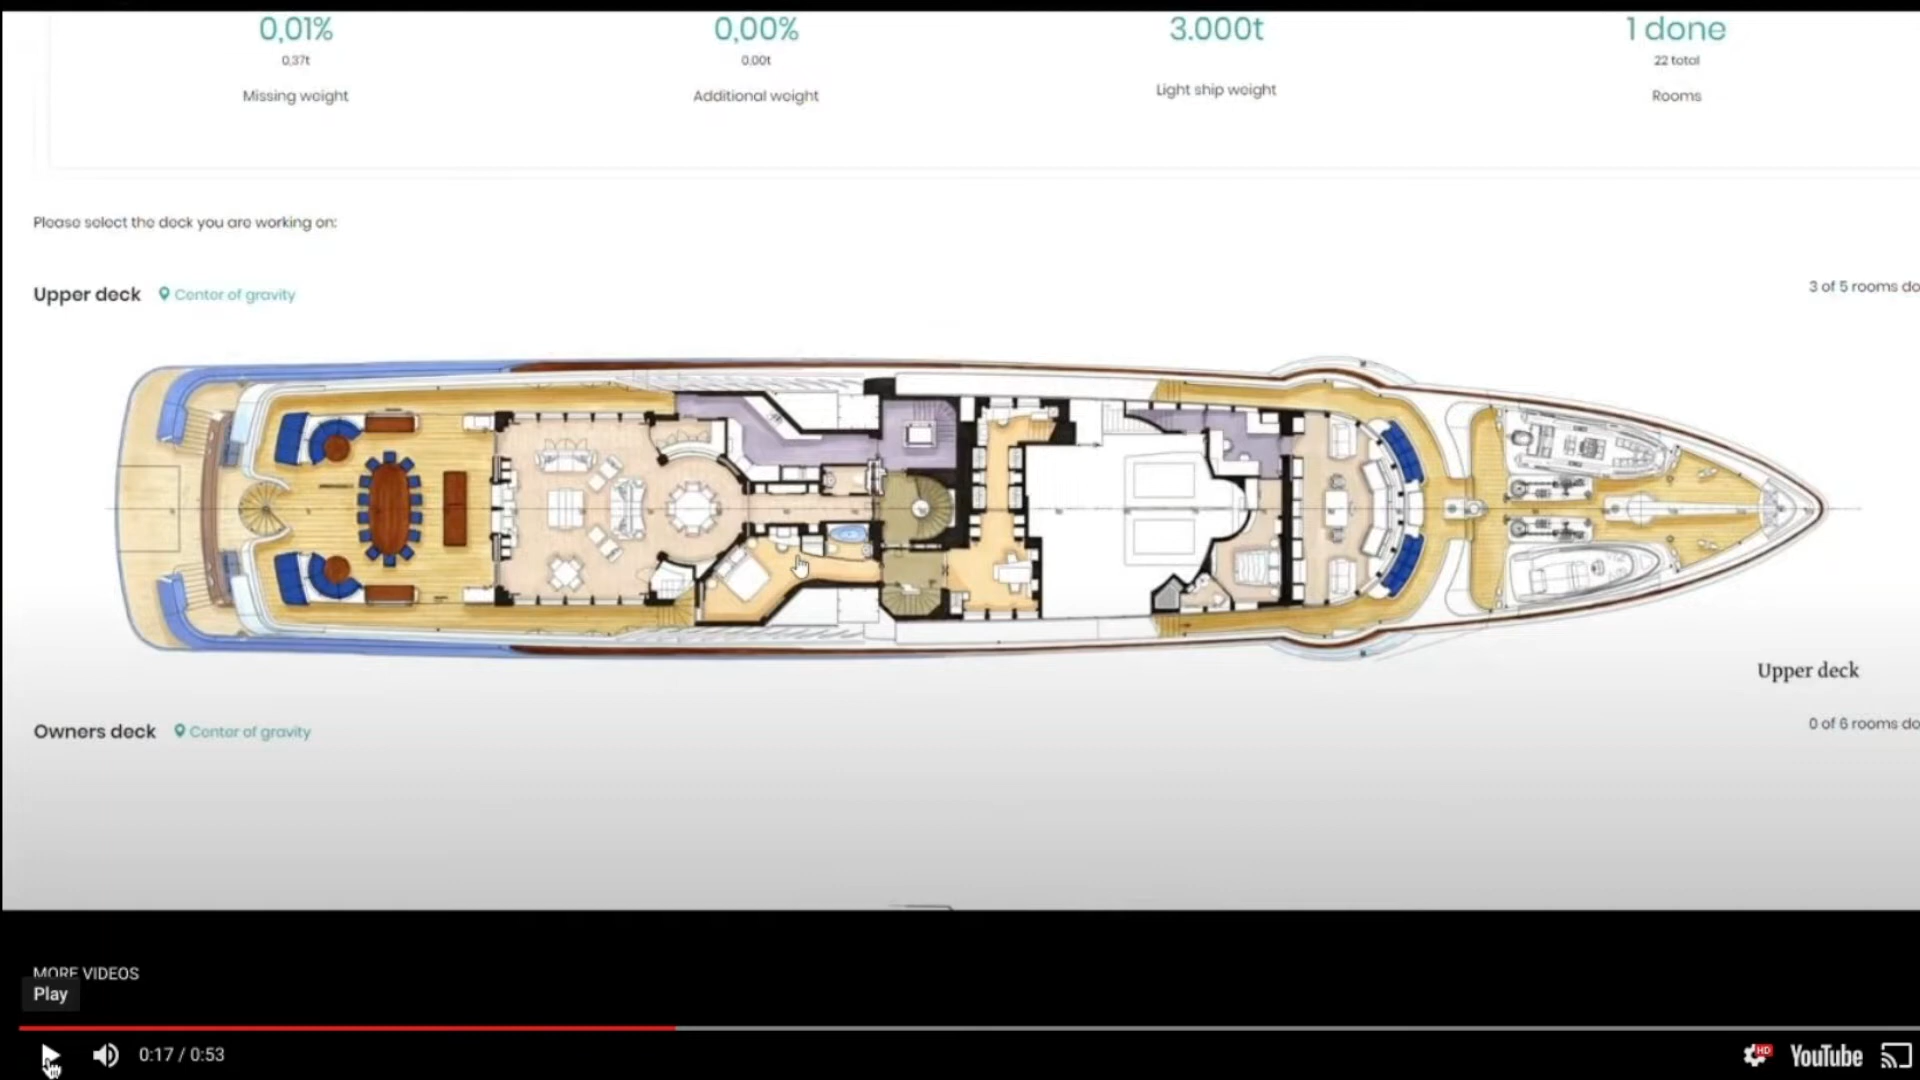 0,01%
0,37t
Missing weight
0,00%
0.00t
Additional weight
3.000t
Light ship weight
1 done
22 total
Rooms
Please select the deck you are working on:
Upper deck
Center of gravity
3 of 5 rooms do
Upper deck
Owners deck
Center of gravity
0 of 6 rooms do
MORE VIDEOS
Play
0:17 / 0:53
HD
YouTube